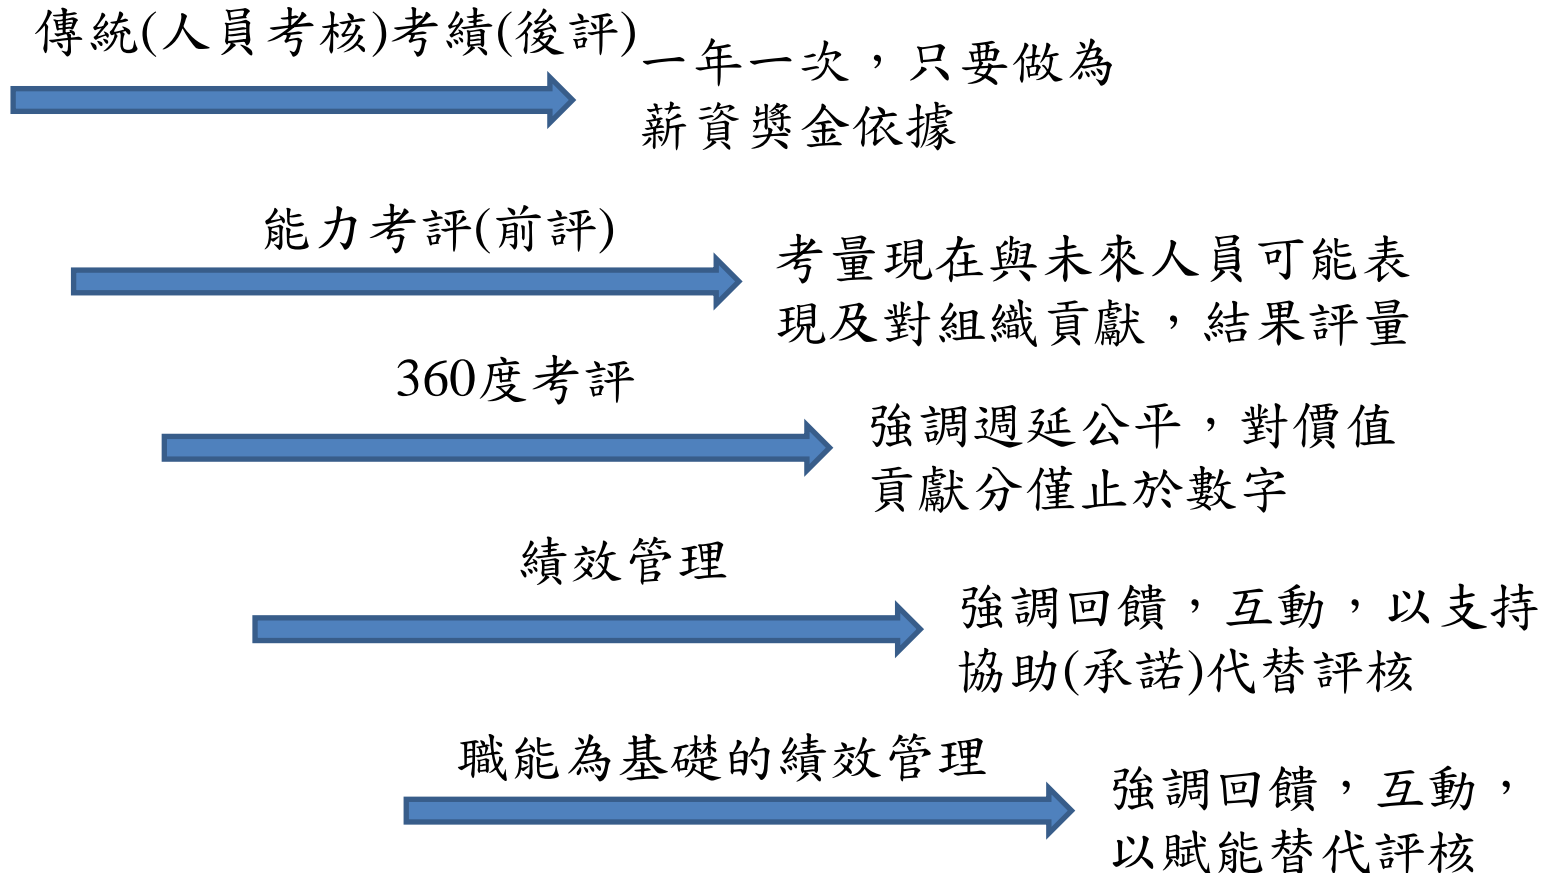 傳統(人員考核)考績(後評)
一年一次，只要做為
薪資獎金依據
能力考評(前評)
考量現在與未來人員可能表
現及對組織貢獻，結果評量
360度考評
強調週延公平，對價值
貢獻分僅止於數字
績效管理
強調回饋，互動，以支持
協助(承諾)代替評核
職能為基礎的績效管理
強調回饋，互動，
以賦能替代評核